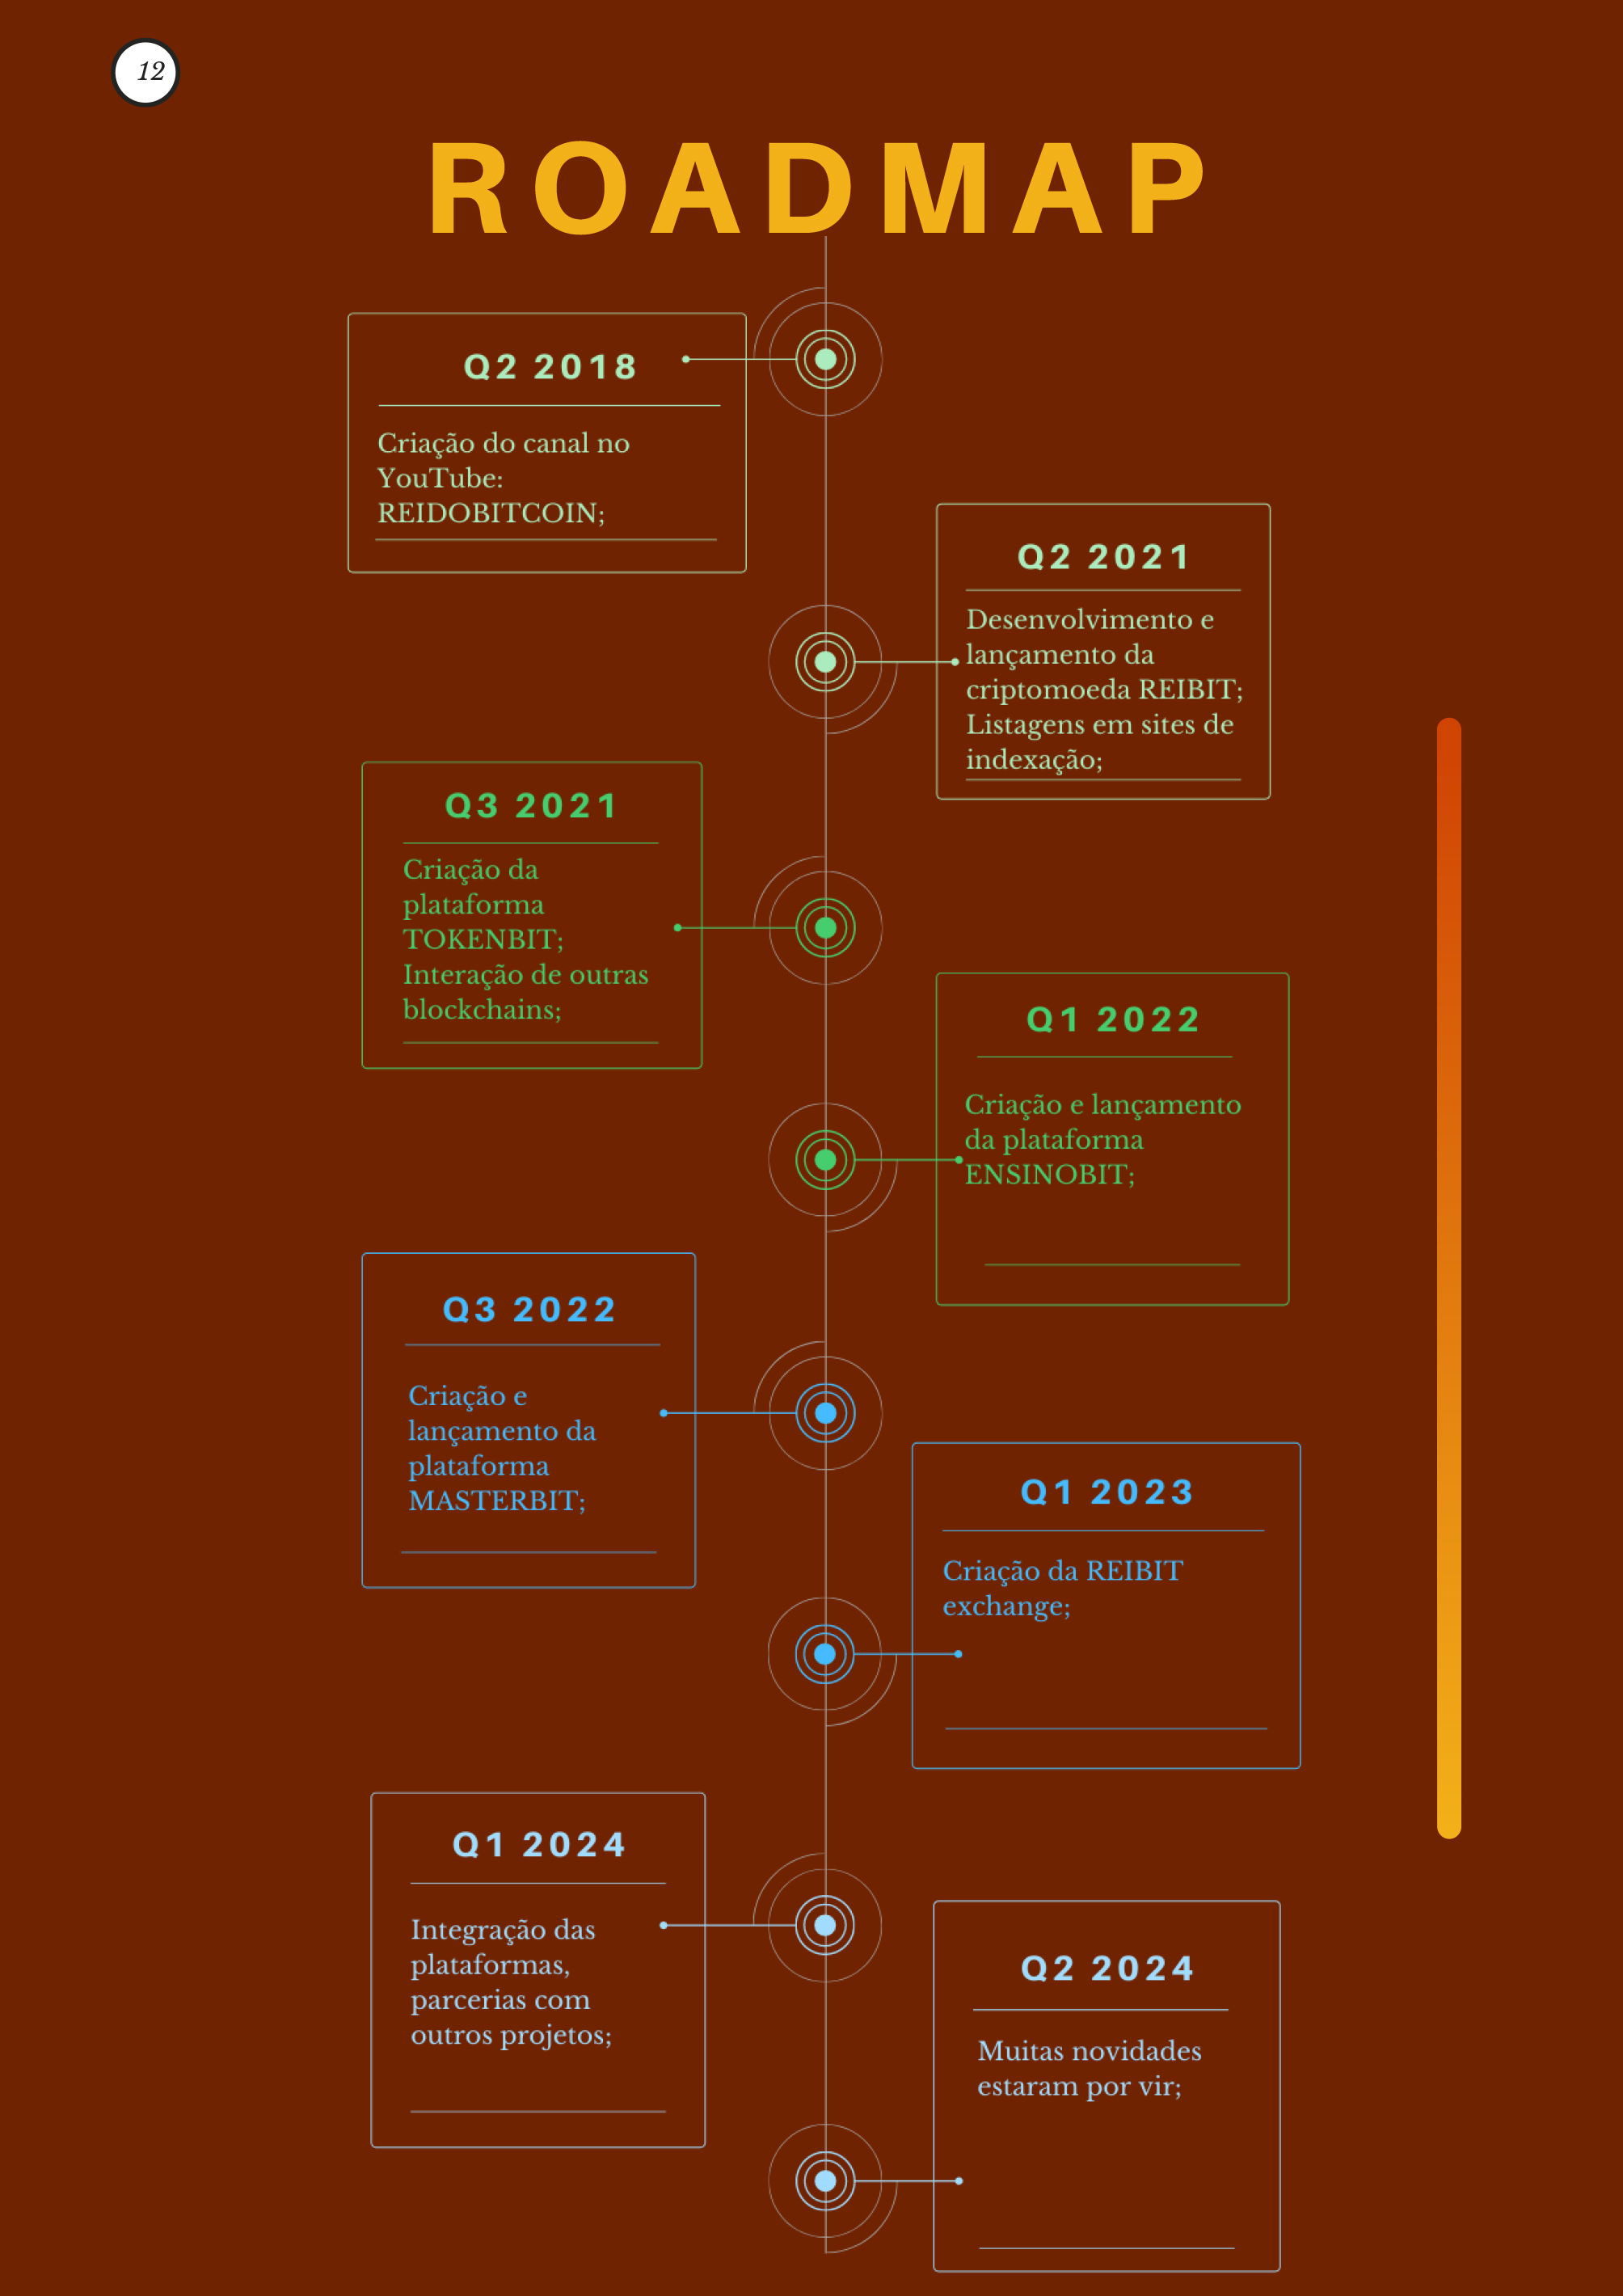 12
ROADMAP
Q2 2018
Criação do canal no
YouTube:
REIDOBITCOIN;
Q2 2021
Desenvolvimento e
lançamento da
criptomoeda REIBIT;
Listagens em sites de
indexação;
Q3 2021
Criação da
plataforma
TOKENBIT;
Interação de outras
blockchains;
Q1 2022
Criação e lançamento
da plataforma
ENSINOBIT;
Q3 2022
Criação e
lançamento da
plataforma
MASTERBIT;
Q1 2023
Criação da REIBIT
exchange;
Q1 2024
Integração das
plataformas,
parcerias com
outros projetos;
Q2 2024
Muitas novidades
estaram por vir;